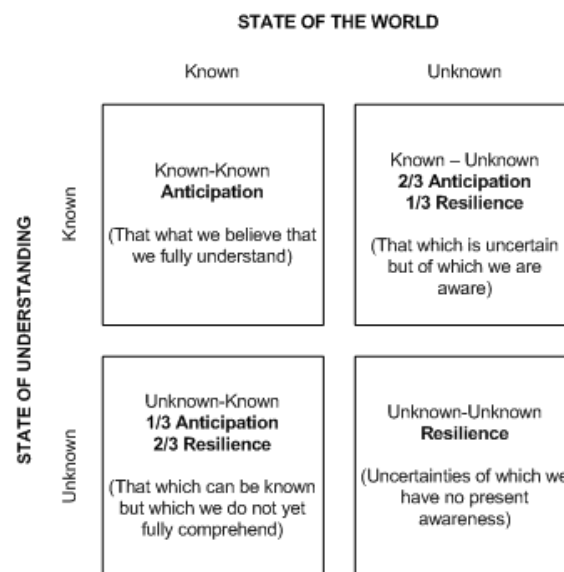 STATE OF THE WORLD
Known
Unknown
STATE OF UNDERSTANDING
Known
Known-Known
Anticipation
(That what we believe that
we fully understand)
Known – Unknown
2/3 Anticipation
1/3 Resilience
(That which is uncertain
but of which we are
aware)
Unknown
Unknown-Known
1/3 Anticipation
2/3 Resilience
(That which can be known
but which we do not yet
fully comprehend)
Unknown-Unknown
Resilience
(Uncertainties of which we
have no present
awareness)